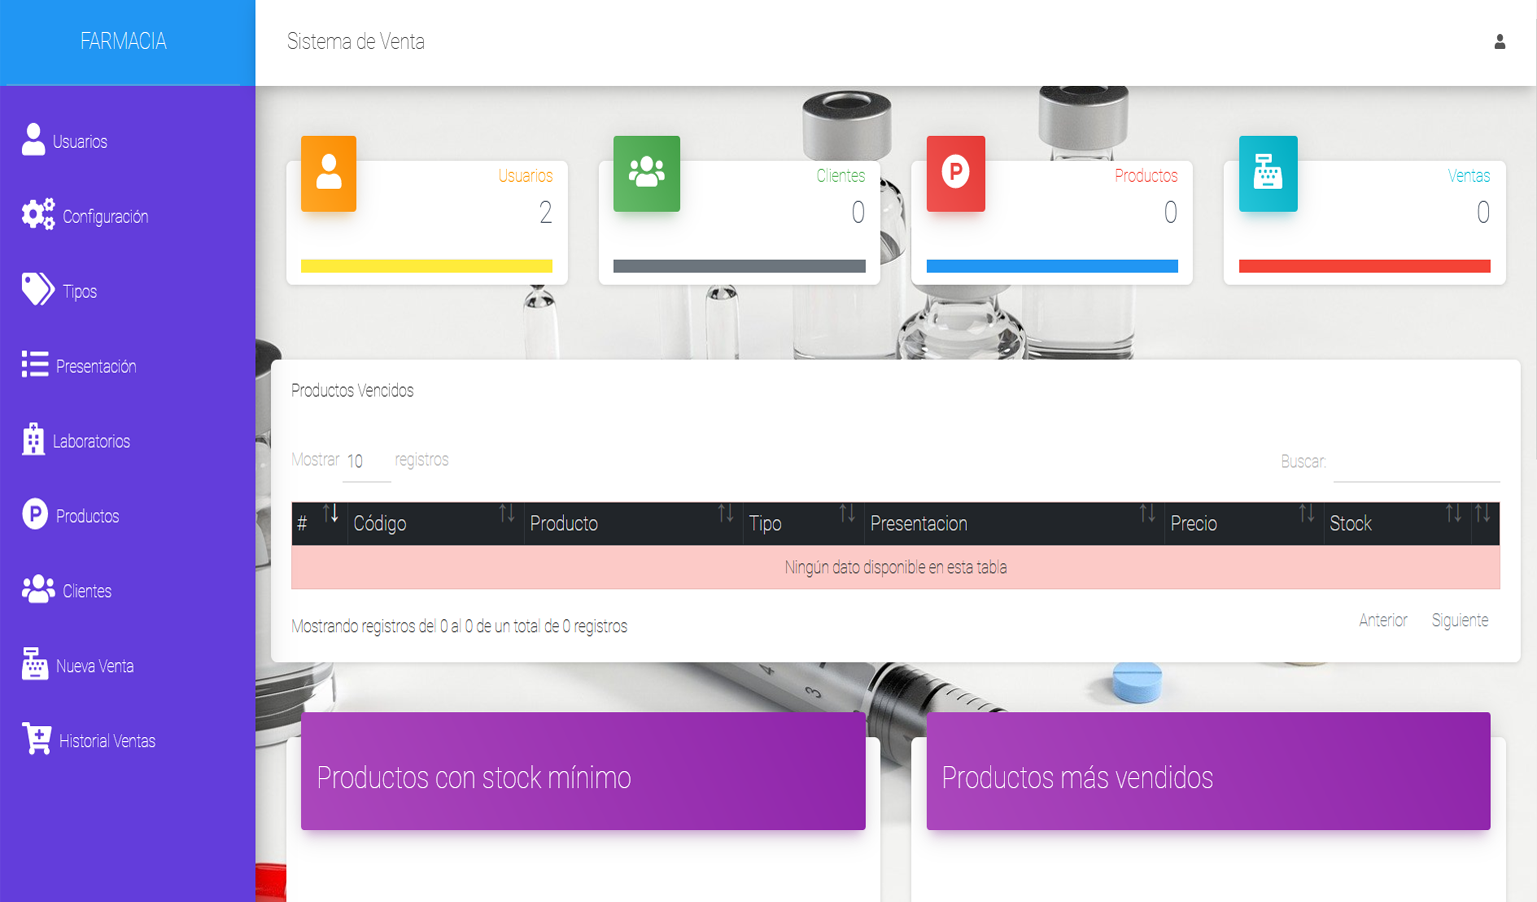 FARMACIA
Sistema de Venta
Usuarios
Configuración
Tipos
Presentación
Laboratorios
Productos
Clientes
Nueva Venta
Historial Ventas
Usuarios
2
Clientes
0
P
Productos
0
Ventas
0
Productos Vencidos
Mostrar 10 registros
Buscar:
# Código Producto Tipo Presentacion Precio Stock
Ningún dato disponible en esta tabla
Mostrando registros del 0 al 0 de un total de 0 registros
Anterior Siguiente
4
3
Productos con stock mínimo
Productos más vendidos